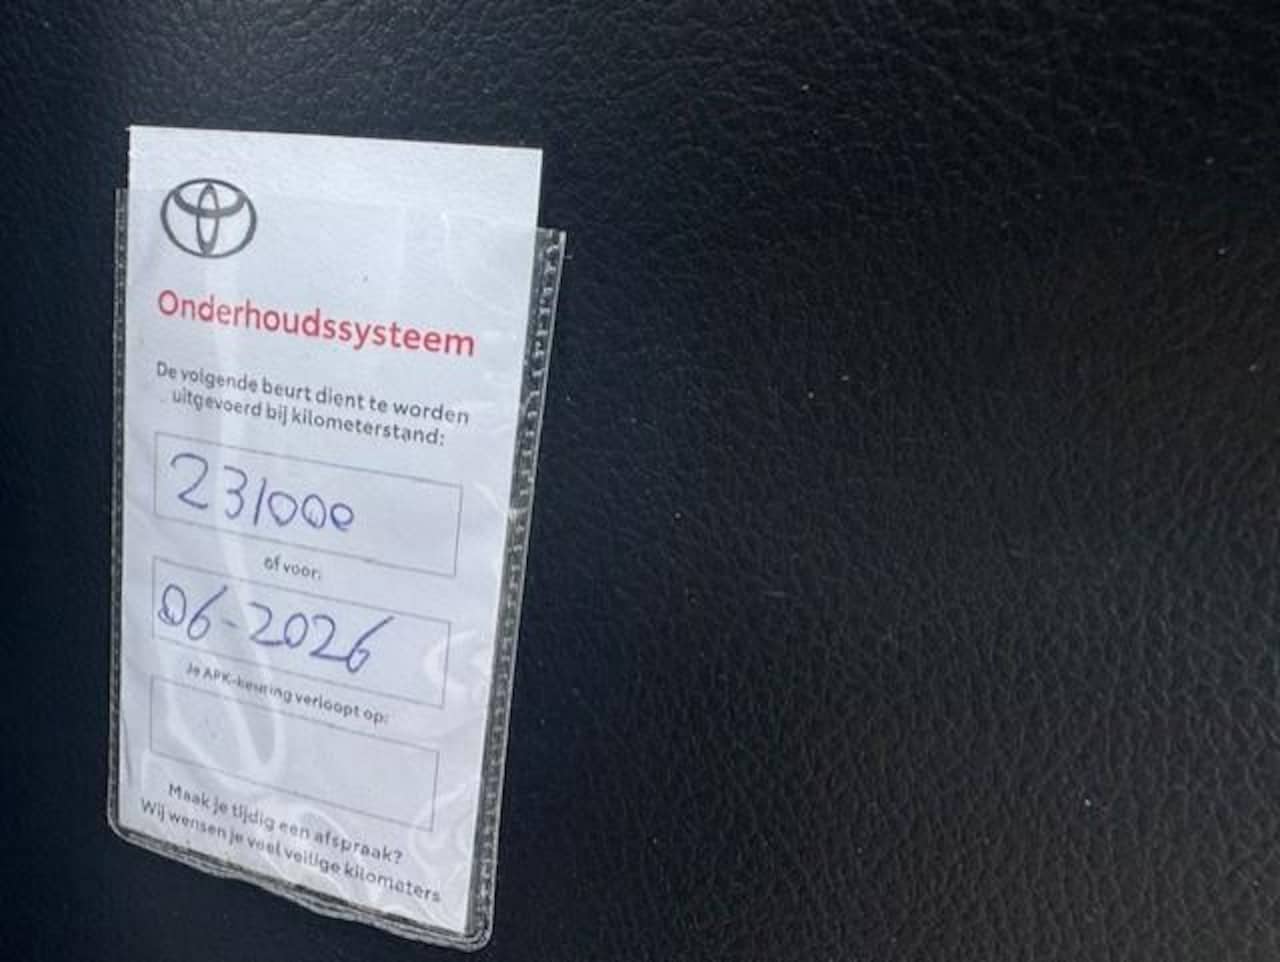 Onderhoudssysteem
De volgende beurt dient te worden
uitgevoerd bij kilometerstand:
231000
of voor:
06-2026
Je APK-keuring verloopt op:
Maak je tijdig een afspraak?
Wij wensen je veel veilige kilometers